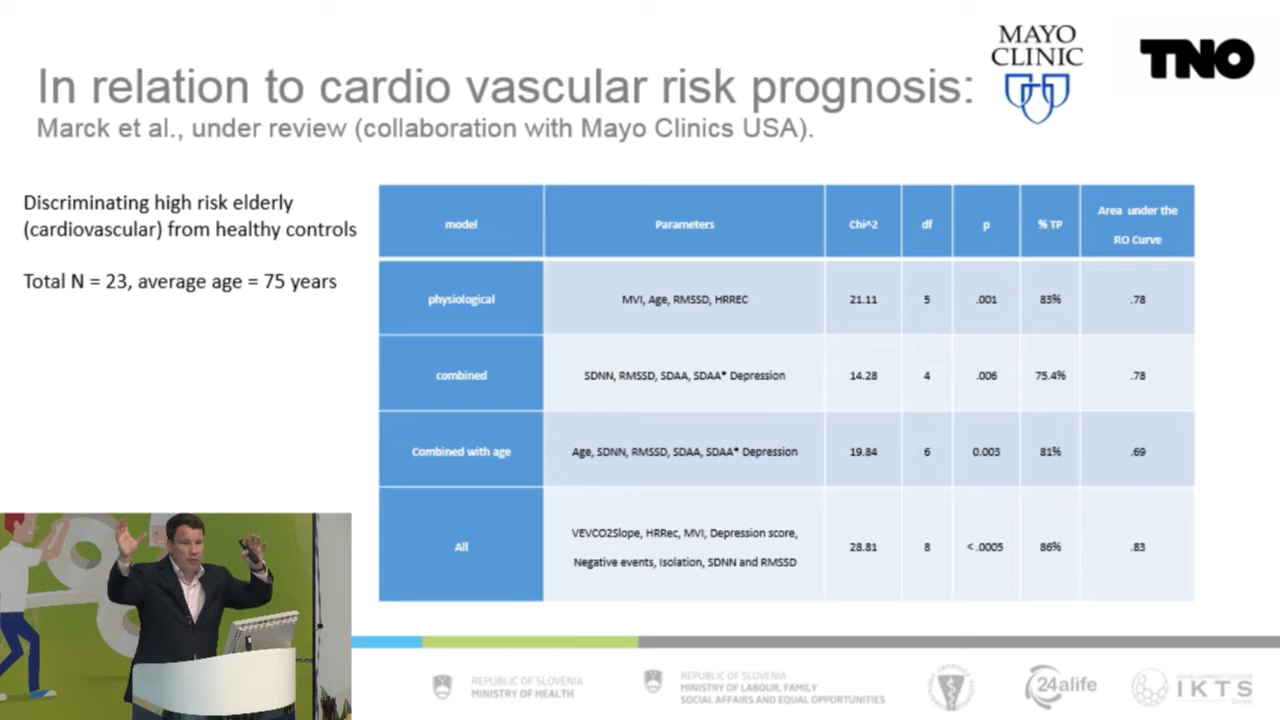 MAYO
CLINIC
TNO
In relation to cardio vascular risk prognosis:
Marck et al., under review (collaboration with Mayo Clinics USA).
Discriminating high risk elderly
(cardiovascular) from healthy controls
Total N = 23, average age = 75 years
model Parameters Chi^2 df p % TP Area under the
RO Curve
physiological MVI, Age, RMSSD, HRREC 21.11 5 .001 83% .78
combined SDNN, RMSSD, SDAA, SDAA* Depression 14.28 4 .006 75.4% .78
Combined with age Age, SDNN, RMSSD, SDAA, SDAA* Depression 19.84 6 0.003 81% .69
All VEVCO2Slope, HRRec, MVI, Depression score,
Negative events, Isolation, SDNN and RMSSD 28.81 8 < .0005 86% .83
REPUBLIC OF SLOVENIA
MINISTRY OF HEALTH
REPUBLIC OF SLOVENIA
MINISTRY OF LABOUR, FAMILY
SOCIAL AFFAIRS AND EQUAL OPPORTUNITIES
24alife
IKTS